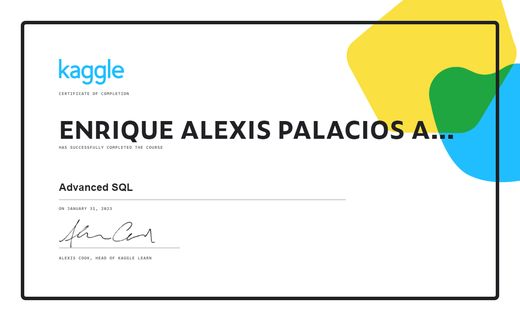 kaggle
CERTIFICATE OF COMPLETION
ENRIQUE ALEXIS PALACIOS A...
HAS SUCCESSFULLY COMPLETED THE COURSE
Advanced SQL
ON JANUARY 31, 2023
ALEXIS COOK, HEAD OF KAGGLE LEARN